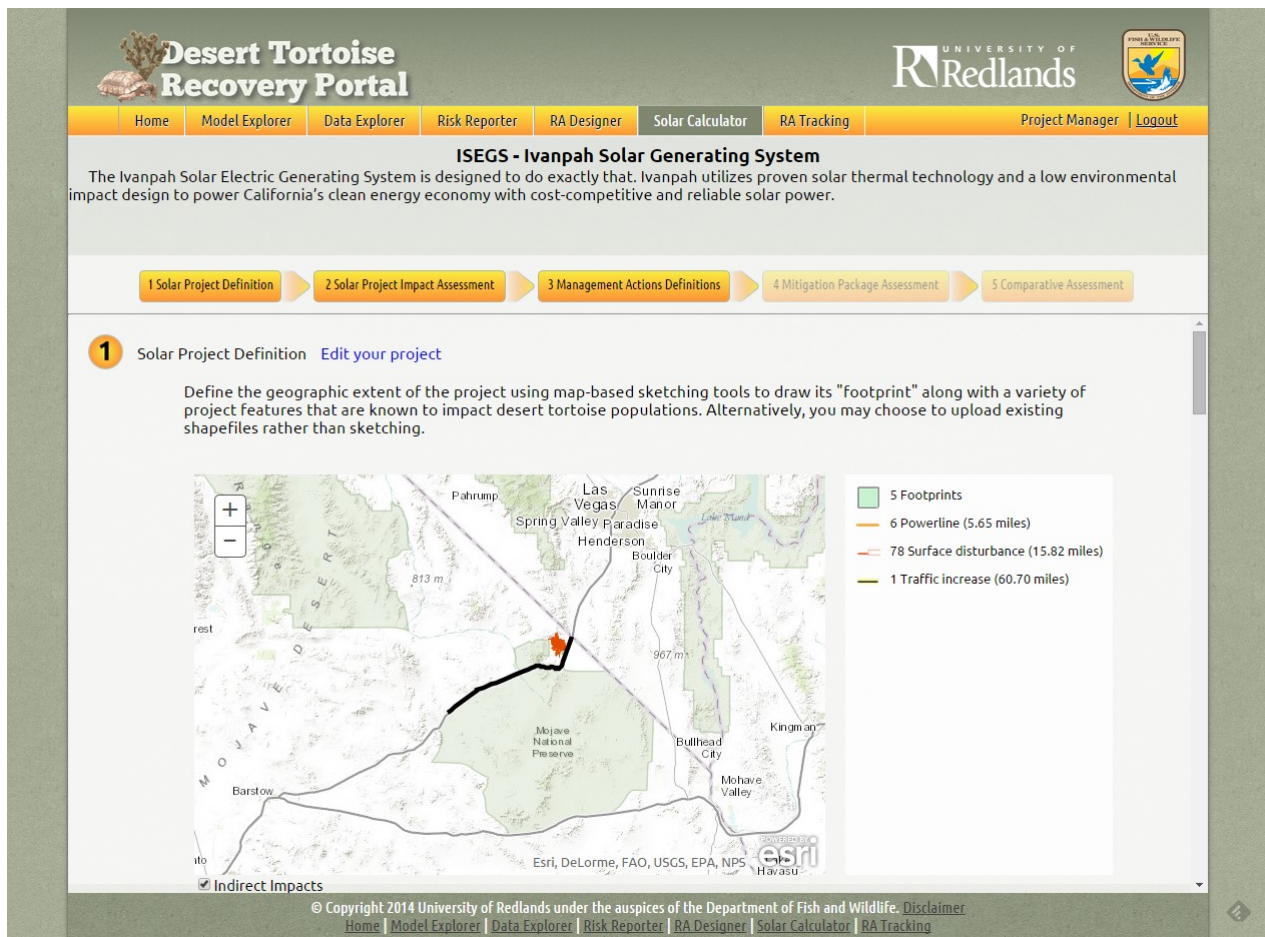 Desert Tortoise
Recovery Portal
UNIVERSITY OF
Redlands
U.S.
FISH & WILDLIFE
SERVICE
Home Model Explorer Data Explorer Risk Reporter RA Designer Solar Calculator RA Tracking Project Manager | Logout
ISEGS - Ivanpah Solar Generating System
The Ivanpah Solar Electric Generating System is designed to do exactly that. Ivanpah utilizes proven solar thermal technology and a low environmental
impact design to power California's clean energy economy with cost-competitive and reliable solar power.
1 Solar Project Definition 2 Solar Project Impact Assessment 3 Management Actions Definitions 4 Mitigation Package Assessment 5 Comparative Assessment
1 Solar Project Definition Edit your project
Define the geographic extent of the project using map-based sketching tools to draw its "footprint" along with a variety of
project features that are known to impact desert tortoise populations. Alternatively, you may choose to upload existing
shapefiles rather than sketching.
+
−
Pahrump
Las
Vegas
Sunrise
Manor
Spring Valley
Paradise
Henderson
Boulder
City
Lake Mead
813 m
967 m
rest
MOJAVE DESERT
Mojave
National
Preserve
Bullhead
City
Kingman
Mohave
Valley
Barstow
nto
Havasu
Esri, DeLorme, FAO, USGS, EPA, NPS
POWERED BY
esri
5 Footprints
6 Powerline (5.65 miles)
78 Surface disturbance (15.82 miles)
1 Traffic increase (60.70 miles)
Indirect Impacts
© Copyright 2014 University of Redlands under the auspices of the Department of Fish and Wildlife. Disclaimer
Home | Model Explorer | Data Explorer | Risk Reporter | RA Designer | Solar Calculator | RA Tracking